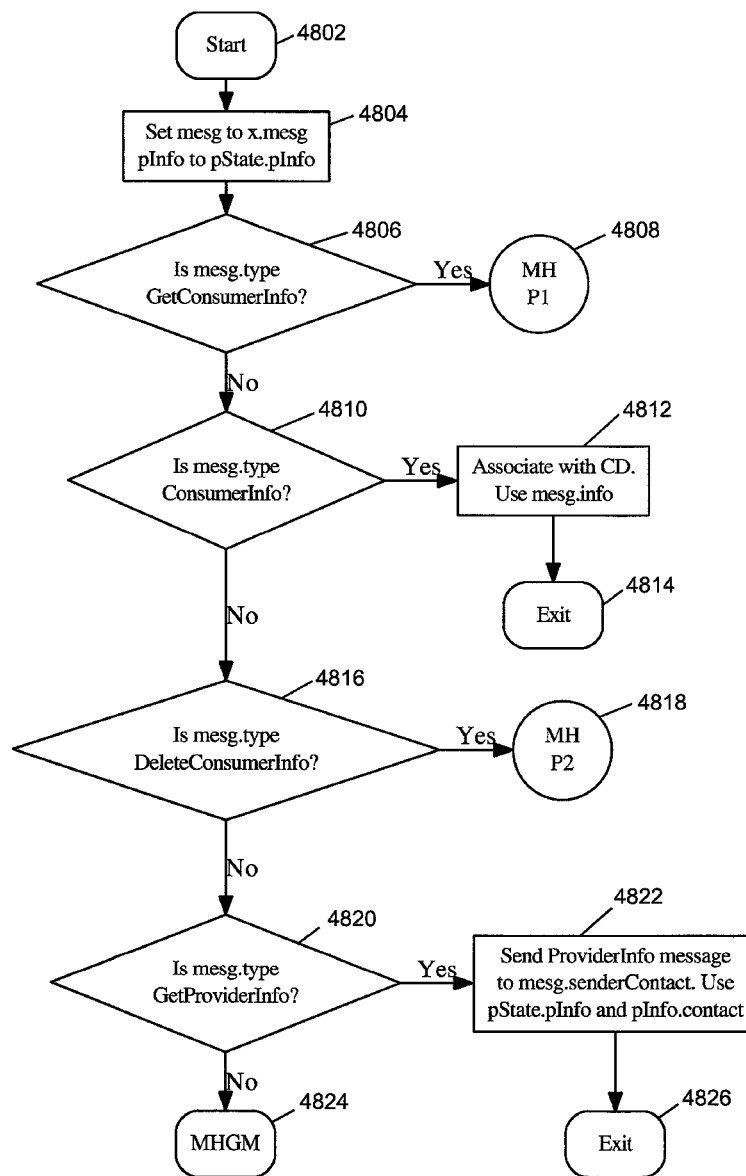 Start
4802
Set mesg to x.mesg
pInfo to pState.pInfo
4804
Is mesg.type
GetConsumerInfo?
4806
Yes
MH
P1
4808
No
Is mesg.type
ConsumerInfo?
4810
Yes
Associate with CD.
Use mesg.info
4812
Exit
4814
No
Is mesg.type
DeleteConsumerInfo?
4816
Yes
MH
P2
4818
No
Is mesg.type
GetProviderInfo?
4820
Yes
Send ProviderInfo message
to mesg.senderContact. Use
pState.pInfo and pInfo.contact
4822
No
MHGM
4824
Exit
4826